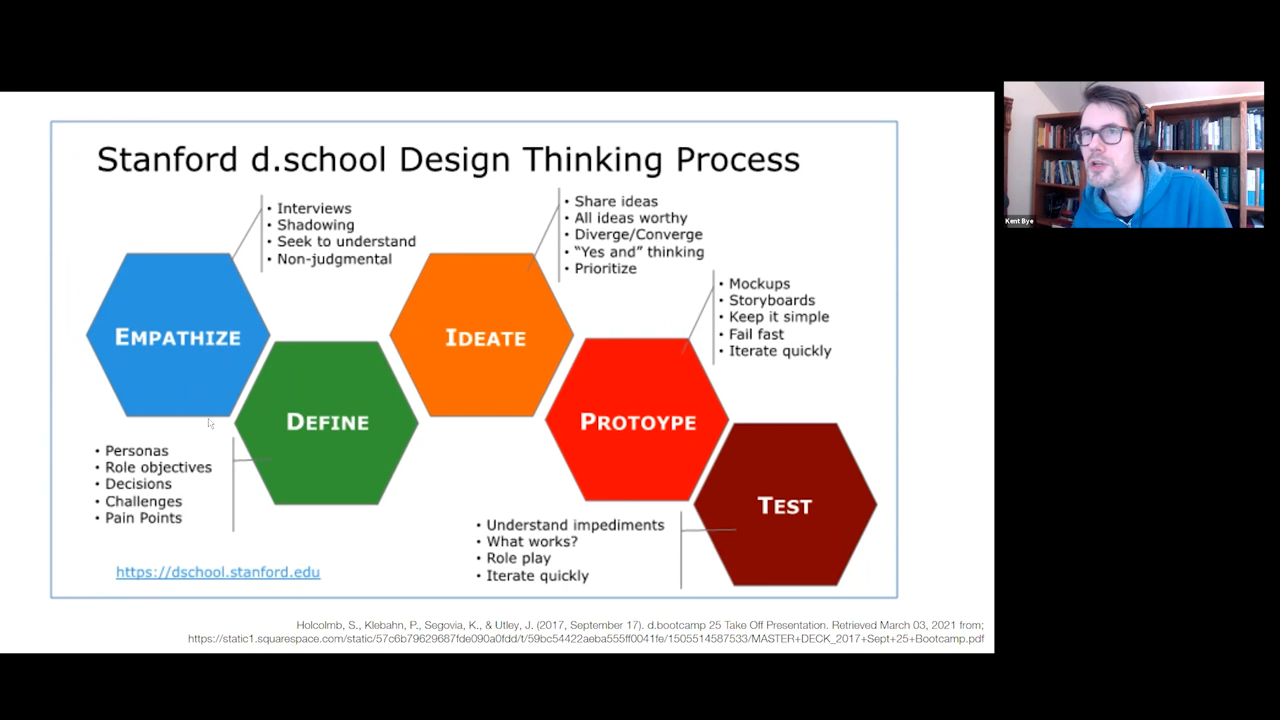 Stanford d.school Design Thinking Process
• Interviews
• Shadowing
• Seek to understand
• Non-judgmental
• Share ideas
• All ideas worthy
• Diverge/Converge
• “Yes and” thinking
• Prioritize
• Mockups
• Storyboards
• Keep it simple
• Fail fast
• Iterate quickly
EMPATHIZE
DEFINE
IDEATE
PROTOYPE
TEST
• Personas
• Role objectives
• Decisions
• Challenges
• Pain Points
• Understand impediments
• What works?
• Role play
• Iterate quickly
https://dschool.stanford.edu
Holcolmb, S., Klebahn, P., Segovia, K., & Utley, J. (2017, September 17). d.bootcamp 25 Take Off Presentation. Retrieved March 03, 2021 from;
https://static1.squarespace.com/static/57c6b79629687fde090a0fdd/t/59bc54422aeba555ff0041fe/1505514587533/MASTER+DECK_2017+Sept+25+Bootcamp.pdf
Kent Bye